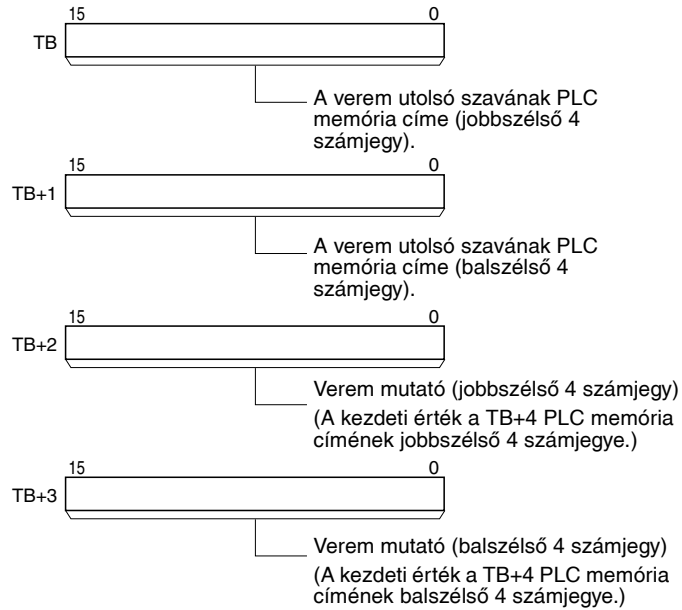 15 0
TB
A verem utolsó szavának PLC
memória címe (jobbszélső 4
számjegy).
15 0
TB+1
A verem utolsó szavának PLC
memória címe (balszélső 4
számjegy).
15 0
TB+2
Verem mutató (jobbszélső 4 számjegy)
(A kezdeti érték a TB+4 PLC memória
címének jobbszélső 4 számjegye.)
15 0
TB+3
Verem mutató (balszélső 4 számjegy)
(A kezdeti érték a TB+4 PLC memória
címének balszélső 4 számjegye.)